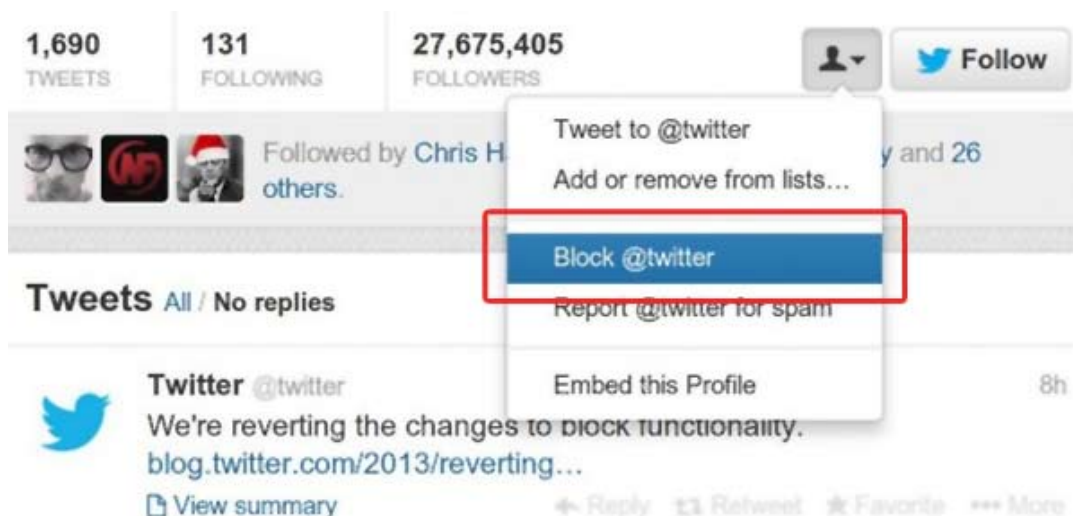 1,690 131 27,675,405 Follow
TWEETS FOLLOWING FOLLOWERS
Tweet to @twitter
Followed by Chris H y and 26
others.
Add or remove from lists...
Block @twitter
Report @twitter for spam
Embed this Profile
Tweets All / No replies
Twitter @twitter 8h
We're reverting the changes to block functionality.
blog.twitter.com/2013/reverting...
View summary Reply Retweet Favorite More